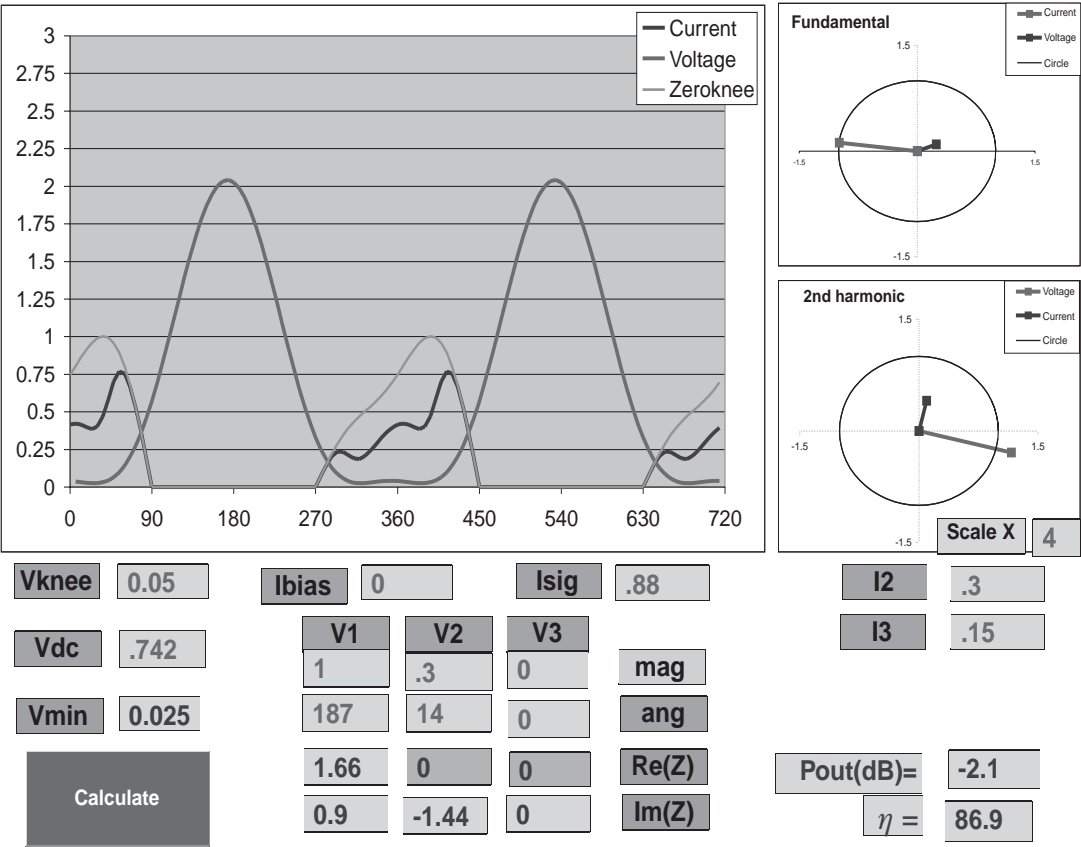 Current
Voltage
Zeroknee
3
2.75
2.5
2.25
2
1.75
1.5
1.25
1
0.75
0.5
0.25
0
0 90 180 270 360 450 540 630 720
Fundamental
Current
Voltage
Circle
1.5
-1.5 1.5
-1.5
2nd harmonic
Voltage
Current
Circle
1.5
-1.5 1.5
-1.5
Scale X 4
Vknee 0.05 Ibias 0 Isig .88 I2 .3
Vdc .742 V1 V2 V3 I3 .15
1 .3 0 mag
Vmin 0.025 187 14 0 ang
1.66 0 0 Re(Z) Pout(dB)= -2.1
Calculate 0.9 -1.44 0 Im(Z) η = 86.9